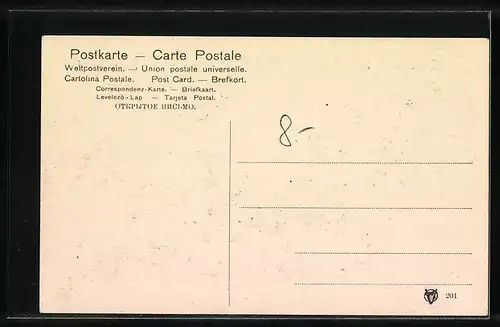 Postkarte — Carte Postale
Weltpostverein. — Union postale universelle.
Cartolina Postale. Post Card. — Brefkort.
Correspondenz-Karte. — Briefkaart.
Levelező-Lap — Tarjeta Postal.
ОТКРЫТОЕ ПИСЬМО.
8.-
201